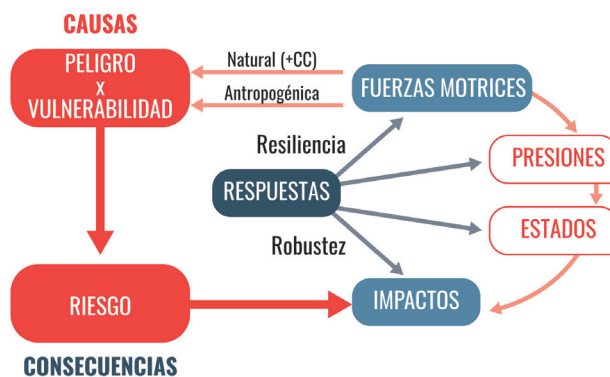 CAUSAS
PELIGRO
x
VULNERABILIDAD
Natural (+CC)
Antropogénica
FUERZAS MOTRICES
Resiliencia
PRESIONES
RESPUESTAS
ESTADOS
Robustez
RIESGO
IMPACTOS
CONSECUENCIAS